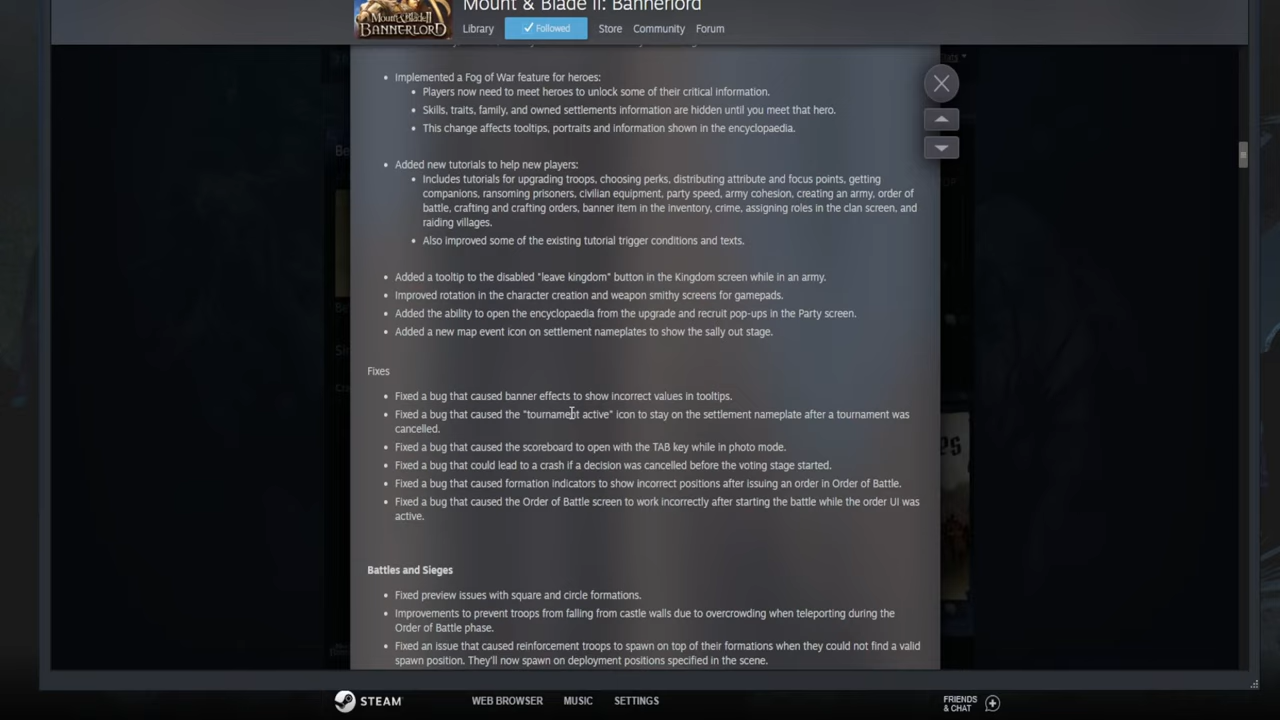 Mount & Blade II: Bannerlord
MOUNT & BLADE II
BANNERLORD
Library
Followed
Store
Community
Forum
Implemented a Fog of War feature for heroes:
Players now need to meet heroes to unlock some of their critical information.
Skills, traits, family, and owned settlements information are hidden until you meet that hero.
This change affects tooltips, portraits and information shown in the encyclopaedia.
Added new tutorials to help new players:
Includes tutorials for upgrading troops, choosing perks, distributing attribute and focus points, getting
companions, ransoming prisoners, civilian equipment, party speed, army cohesion, creating an army, order of
battle, crafting and crafting orders, banner item in the inventory, crime, assigning roles in the clan screen, and
raiding villages.
Also improved some of the existing tutorial trigger conditions and texts.
Added a tooltip to the disabled "leave kingdom" button in the Kingdom screen while in an army.
Improved rotation in the character creation and weapon smithy screens for gamepads.
Added the ability to open the encyclopaedia from the upgrade and recruit pop-ups in the Party screen.
Added a new map event icon on settlement nameplates to show the sally out stage.
Fixes
Fixed a bug that caused banner effects to show incorrect values in tooltips.
Fixed a bug that caused the "tournament active" icon to stay on the settlement nameplate after a tournament was
cancelled.
Fixed a bug that caused the scoreboard to open with the TAB key while in photo mode.
Fixed a bug that could lead to a crash if a decision was cancelled before the voting stage started.
Fixed a bug that caused formation indicators to show incorrect positions after issuing an order in Order of Battle.
Fixed a bug that caused the Order of Battle screen to work incorrectly after starting the battle while the order UI was
active.
Battles and Sieges
Fixed preview issues with square and circle formations.
Improvements to prevent troops from falling from castle walls due to overcrowding when teleporting during the
Order of Battle phase.
Fixed an issue that caused reinforcement troops to spawn on top of their formations when they could not find a valid
spawn position. They'll now spawn on deployment positions specified in the scene.
STEAM
WEB BROWSER
MUSIC
SETTINGS
FRIENDS
& CHAT